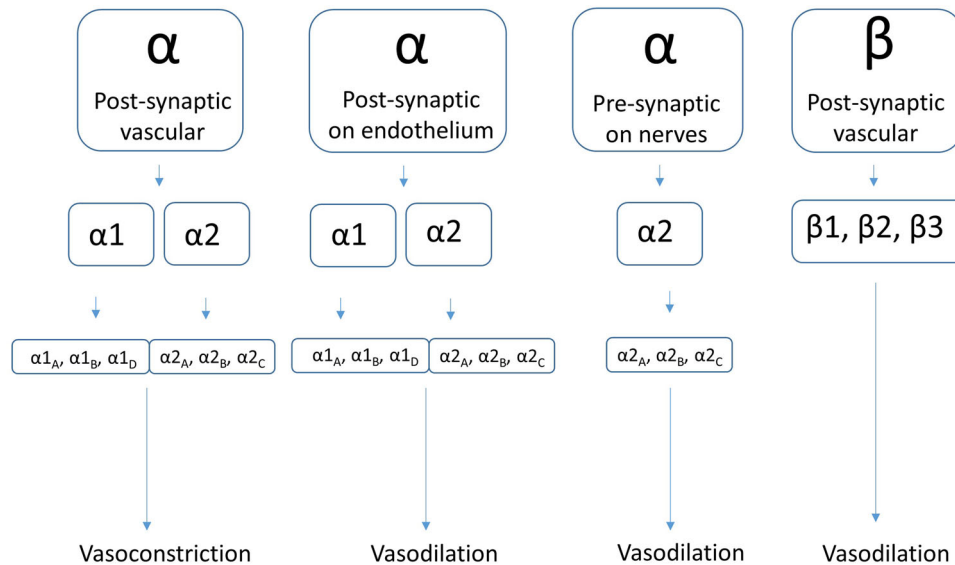 α
Post-synaptic
vascular
α
Post-synaptic
on endothelium
α
Pre-synaptic
on nerves
β
Post-synaptic
vascular
α1
α2
α1
α2
α2
β1, β2, β3
α1A, α1B, α1D
α2A, α2B, α2C
α1A, α1B, α1D
α2A, α2B, α2C
α2A, α2B, α2C
Vasoconstriction
Vasodilation
Vasodilation
Vasodilation